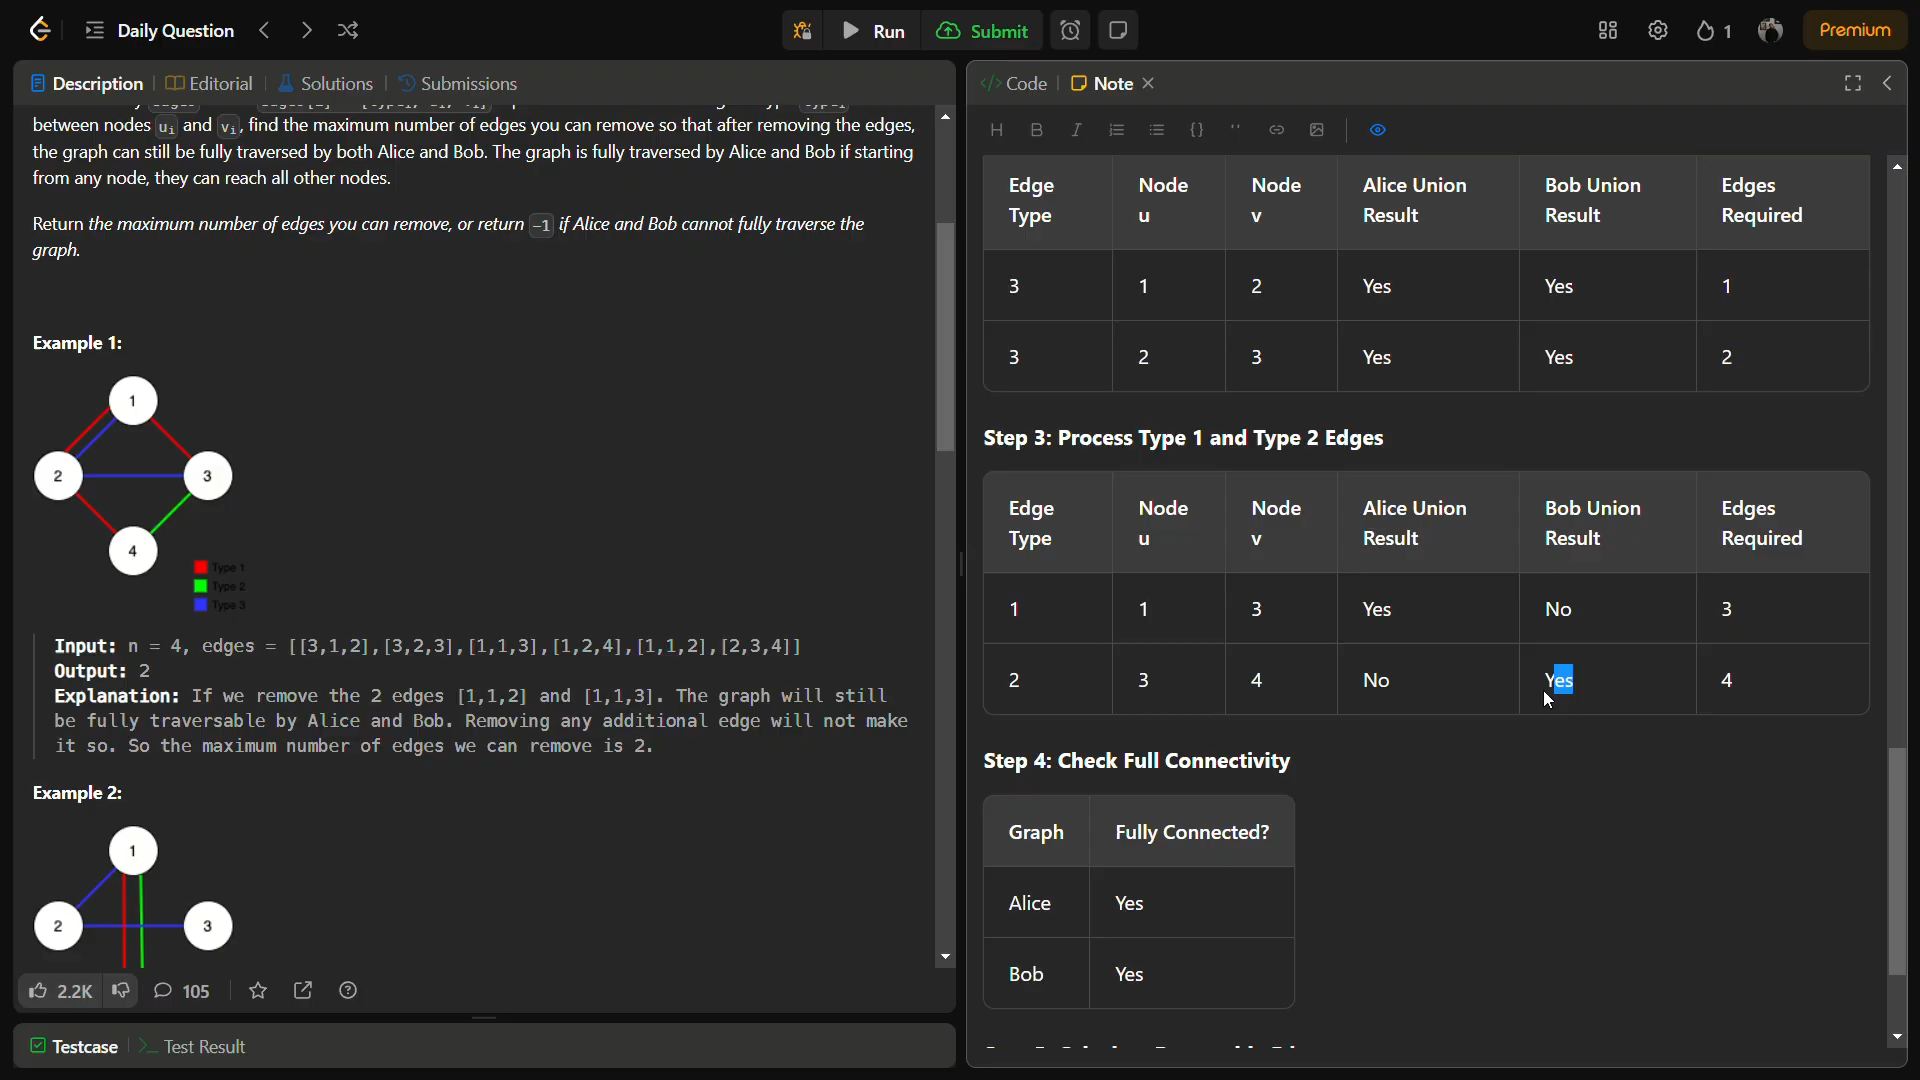 Daily Question
Run
Submit
1
Premium
Description
Editorial
Solutions
Submissions
between nodes ui and vi, find the maximum number of edges you can remove so that after removing the edges,
the graph can still be fully traversed by both Alice and Bob. The graph is fully traversed by Alice and Bob if starting
from any node, they can reach all other nodes.
Return the maximum number of edges you can remove, or return -1 if Alice and Bob cannot fully traverse the
graph.
Example 1:
1
2
3
4
Type 1
Type 2
Type 3
Input: n = 4, edges = [[3,1,2],[3,2,3],[1,1,3],[1,2,4],[1,1,2],[2,3,4]]
Output: 2
Explanation: If we remove the 2 edges [1,1,2] and [1,1,3]. The graph will still
be fully traversable by Alice and Bob. Removing any additional edge will not make
it so. So the maximum number of edges we can remove is 2.
Example 2:
1
2
3
2.2K
105
Testcase
Test Result
</> Code
Note
H B I {} ''
Edge Type Node u Node v Alice Union Result Bob Union Result Edges Required
3 1 2 Yes Yes 1
3 2 3 Yes Yes 2
Step 3: Process Type 1 and Type 2 Edges
Edge Type Node u Node v Alice Union Result Bob Union Result Edges Required
1 1 3 Yes No 3
2 3 4 No Yes 4
Step 4: Check Full Connectivity
Graph Fully Connected?
Alice Yes
Bob Yes